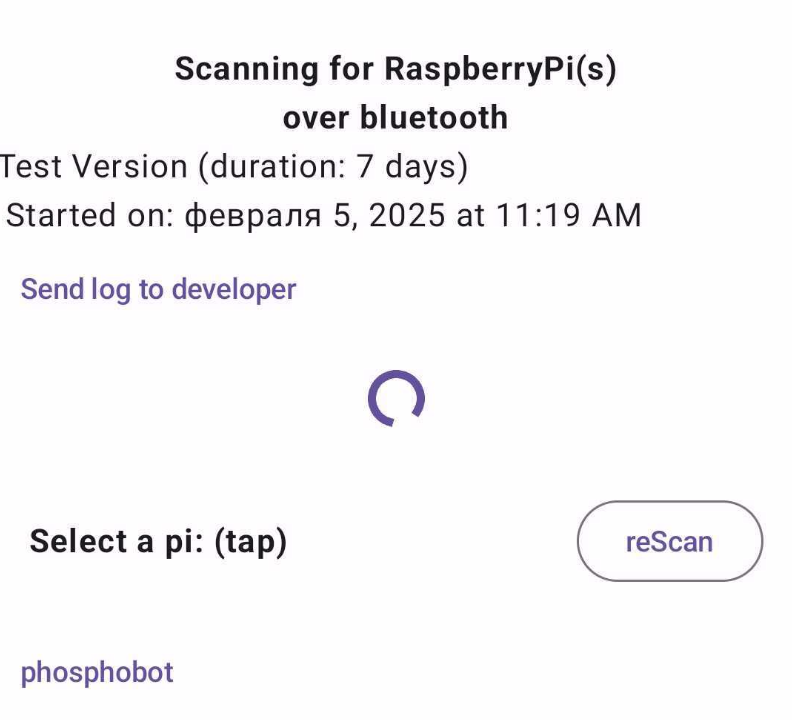 Scanning for RaspberryPi(s)
over bluetooth
Test Version (duration: 7 days)
Started on: февраля 5, 2025 at 11:19 AM
Send log to developer
Select a pi: (tap)
reScan
phosphobot